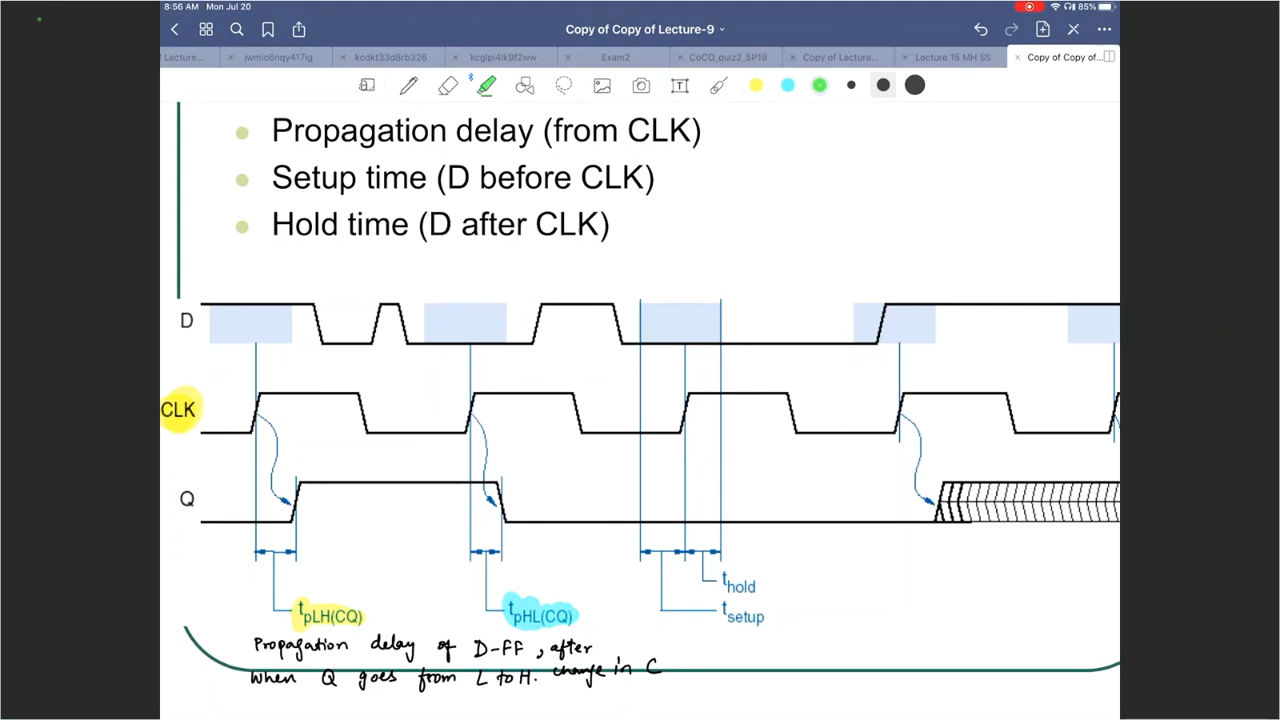 8:56 AM Mon Jul 20
85%
Copy of Copy of Lecture-9
Lecture...
jwmic6nqy417ig
kcdkt33d8rb326
kcglpi4lk9f2ww
Exam2
CoCO_quiz2_SP19
Copy of Lecture...
Lecture 15 MH SS
Copy of Copy of...
T
Propagation delay (from CLK)
Setup time (D before CLK)
Hold time (D after CLK)
D
CLK
Q
thold
tpLH(CQ) tpHL(CQ) tsetup
Propagation delay of D-FF, after
When Q goes from L to H. change in C